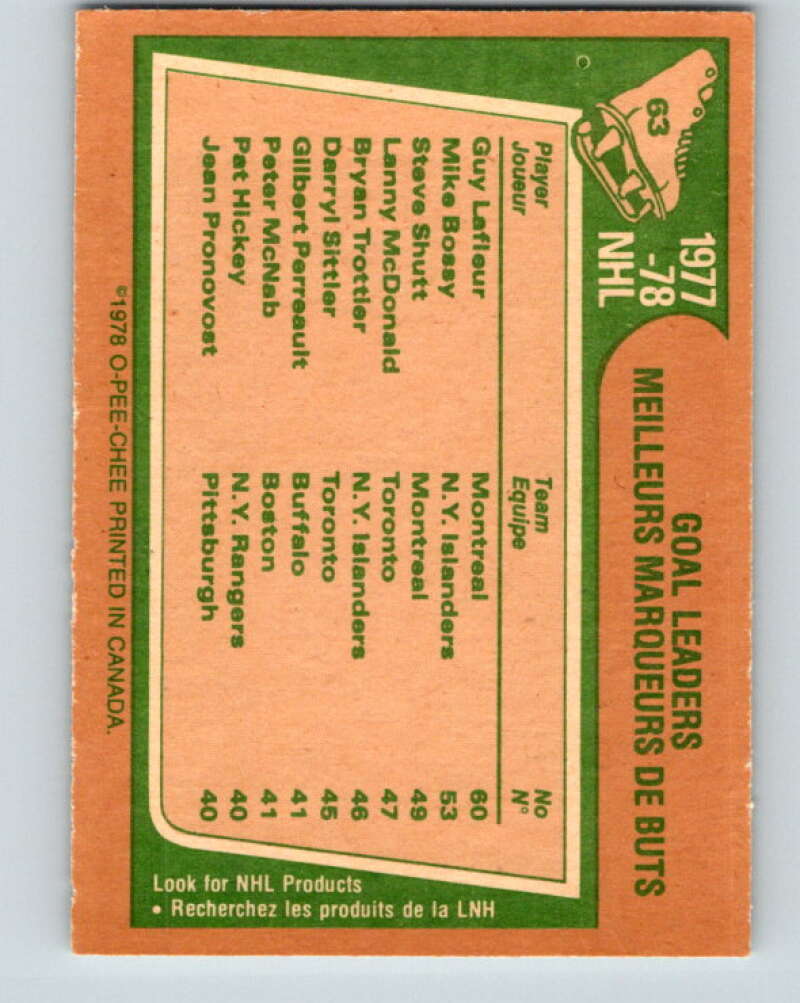 63
1977
-78
NHL
GOAL LEADERS
MEILLEURS MARQUEURS DE BUTS
Player Team No
Joueur Equipe N°
Guy Lafleur Montreal 60
Mike Bossy N.Y. Islanders 53
Steve Shutt Montreal 49
Lanny McDonald Toronto 47
Bryan Trottier N.Y. Islanders 46
Darryl Sittler Toronto 45
Gilbert Perreault Buffalo 41
Peter McNab Boston 41
Pat Hickey N.Y. Rangers 40
Jean Pronovost Pittsburgh 40
Look for NHL Products
• Recherchez les produits de la LNH
©1978 O-PEE-CHEE PRINTED IN CANADA.